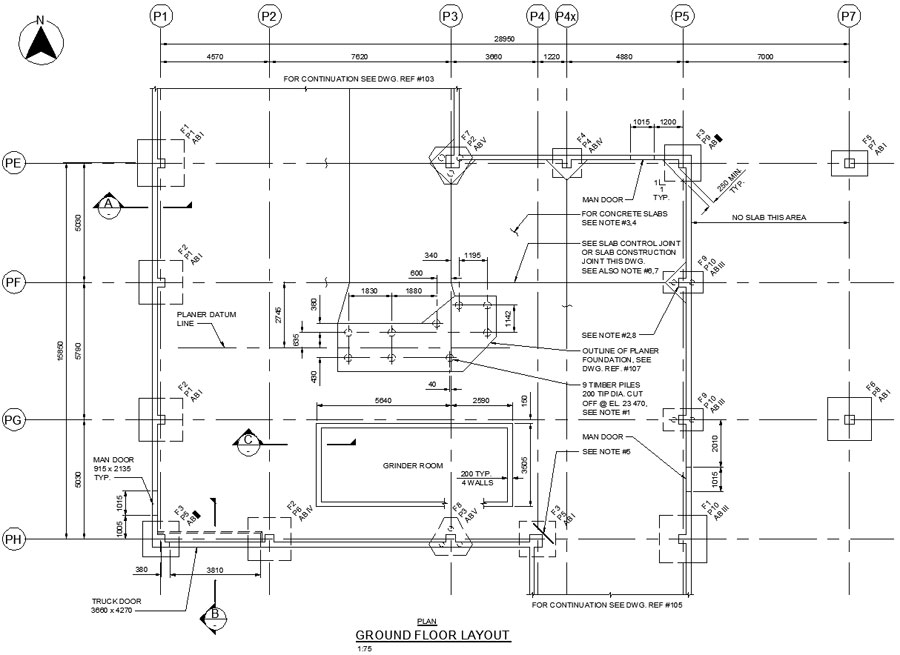 N
P1
P2
P3
P4
P4x
P5
P7
28950
4570
7620
3660
1220
4880
7000
FOR CONTINUATION SEE DWG. REF #103
F1
P1
AB I
F7
P2
AB V
F4
P4
AB IV
1015
1200
F3
P9
F5
P7
AB I
PE
MAN DOOR
1
1
TYP.
250 MIN.
TYP.
A
-
FOR CONCRETE SLABS
SEE NOTE #3,4
NO SLAB THIS AREA
5030
SEE SLAB CONTROL JOINT
OR SLAB CONSTRUCTION
JOINT THIS DWG.
SEE ALSO NOTE #6,7
F2
P1
AB I
340
1195
600
F9
P10
AB III
PF
1830
1880
380
2745
1142
PLANER DATUM
LINE
635
SEE NOTE #2,8
15850
5790
430
OUTLINE OF PLANER
FOUNDATION, SEE
DWG. REF. #107
F2
P1
AB I
40
9 TIMBER PILES
200 TIP DIA. CUT
OFF @ EL. 23 470,
SEE NOTE #1
F9
P10
AB III
F6
P8
AB I
5640
2590
150
PG
MAN DOOR
SEE NOTE #5
C
-
2010
MAN DOOR
915 x 2135
TYP.
GRINDER ROOM
200 TYP.
4 WALLS
3505
5030
1015
1015
1005
F3
P5
F2
P6
AB IV
F8
P3
AB V
F3
P5
AB I
F1
P10
AB III
PH
380
3810
TRUCK DOOR
3660 x 4270
B
-
FOR CONTINUATION SEE DWG. REF #105
PLAN
GROUND FLOOR LAYOUT
1:75